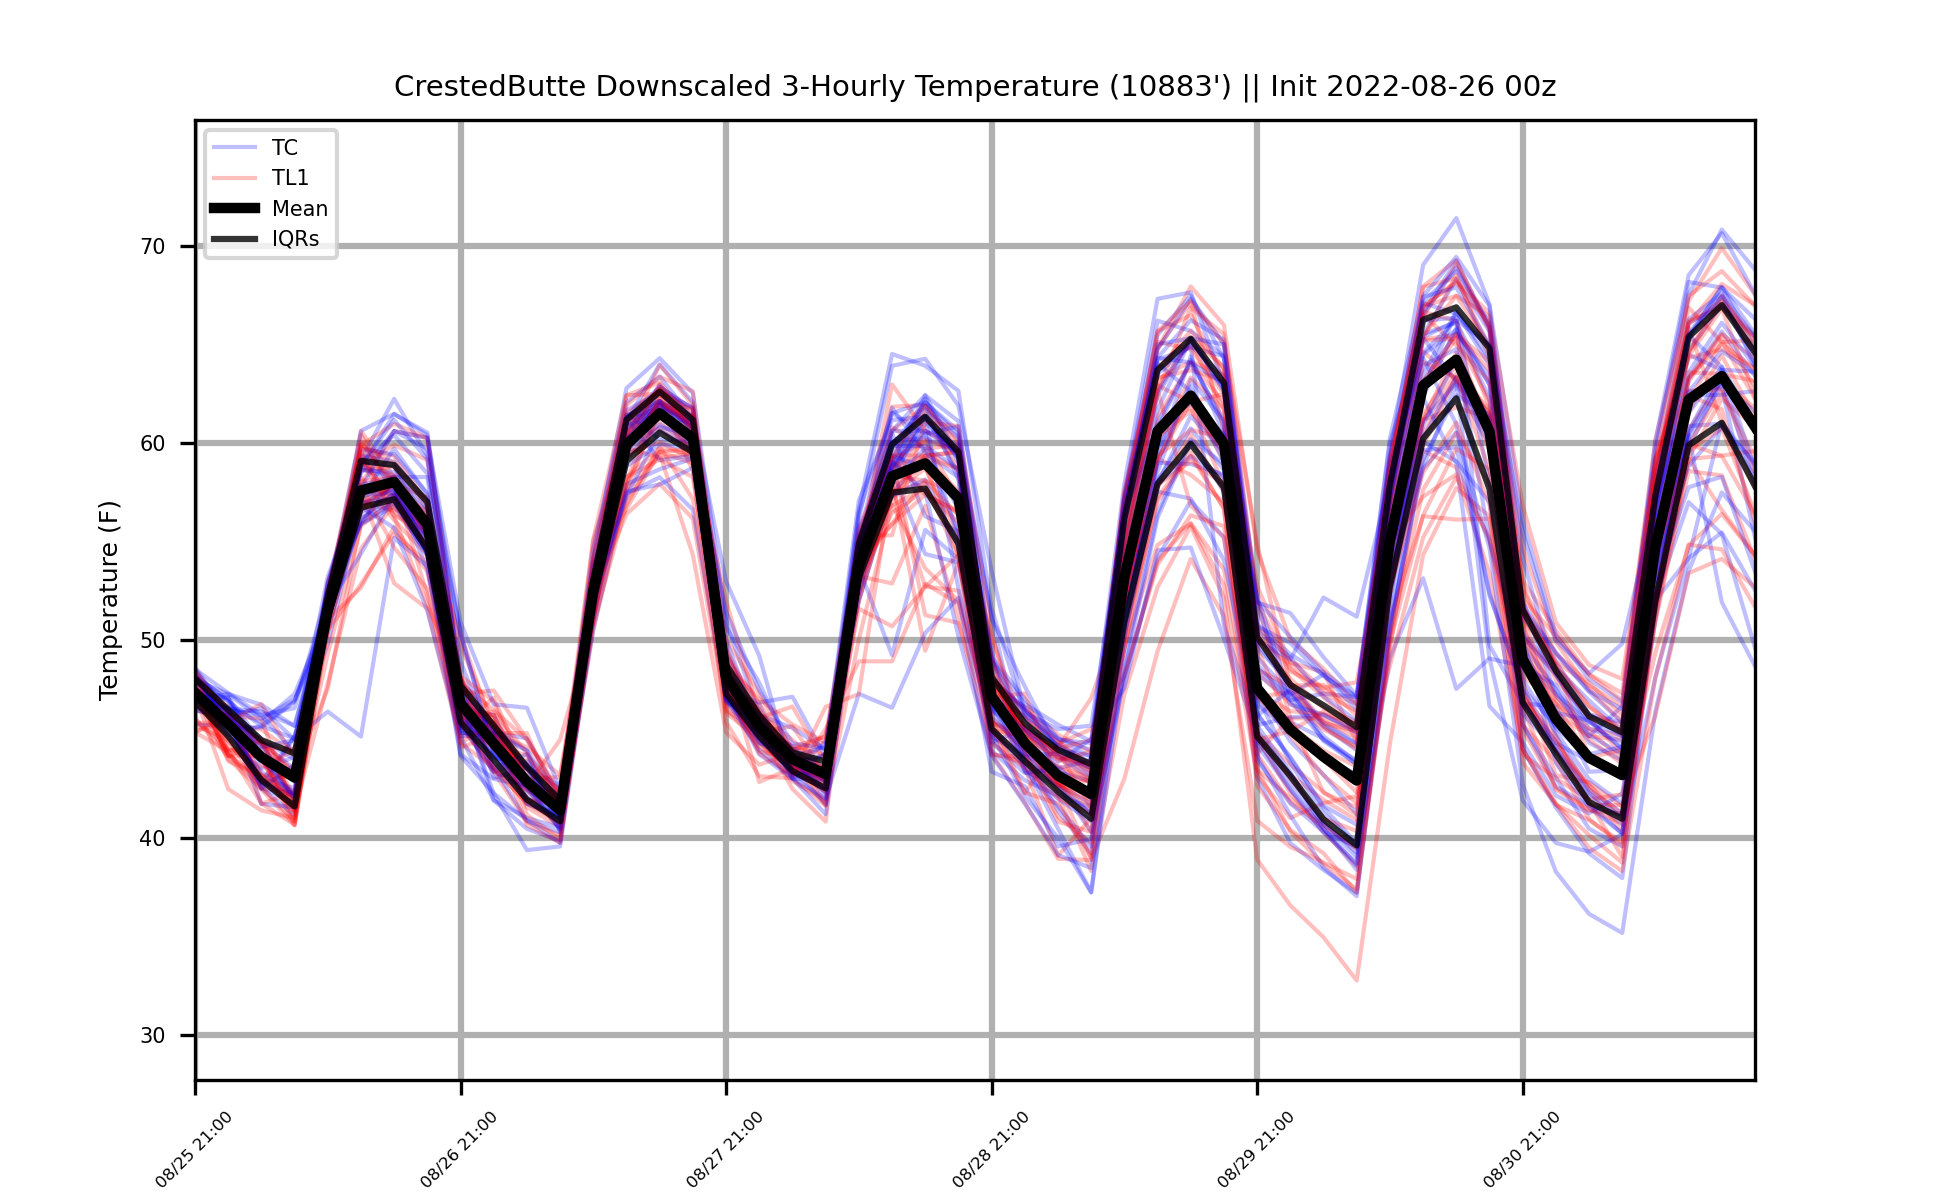 CrestedButte Downscaled 3-Hourly Temperature (10883') || Init 2022-08-26 00z
TC
TL1
Mean
IQRs
Temperature (F)
70
60
50
40
30
08/25 21:00
08/26 21:00
08/27 21:00
08/28 21:00
08/29 21:00
08/30 21:00